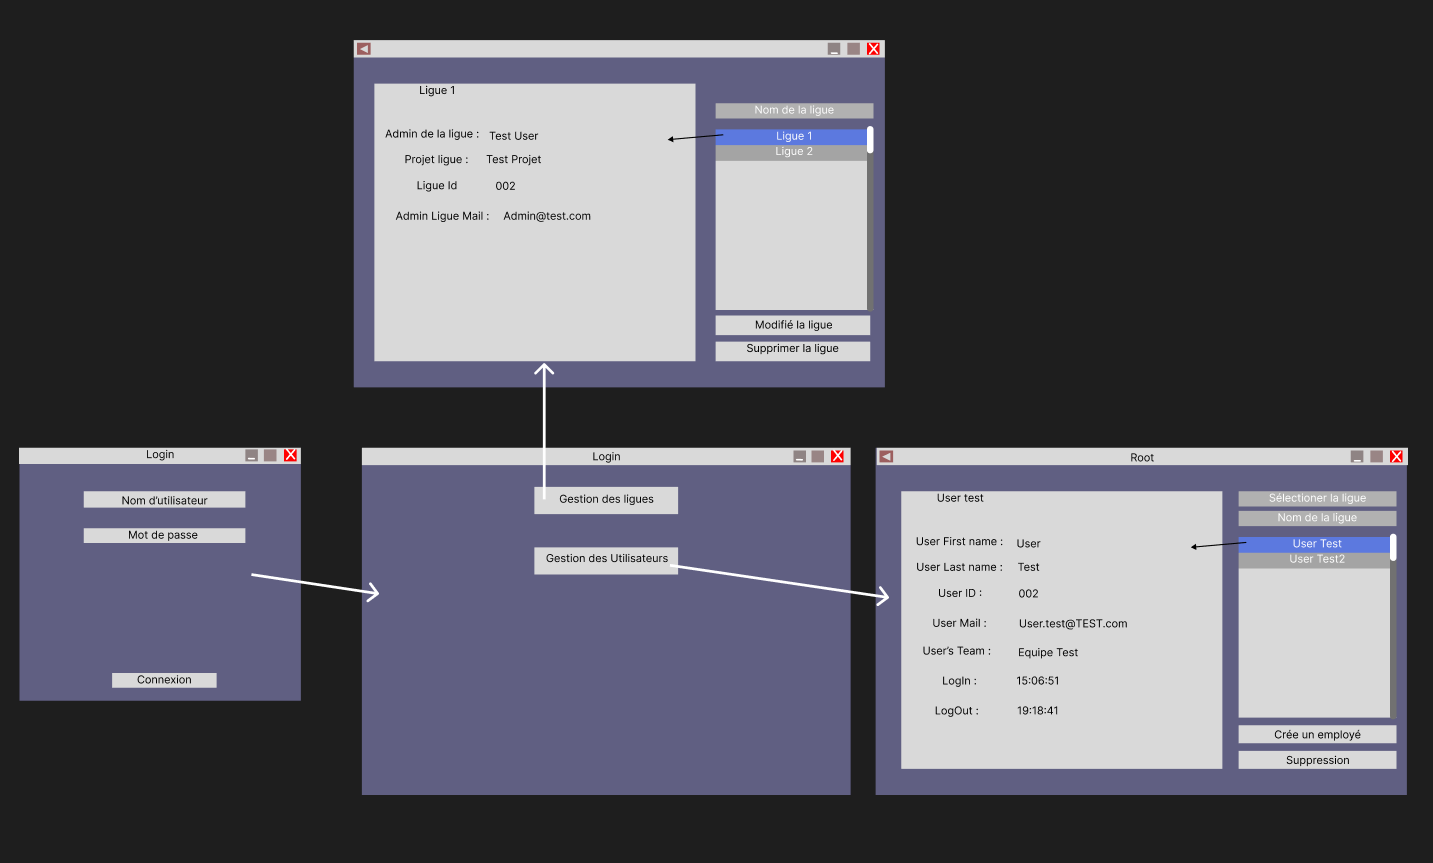 Ligue 1
Admin de la ligue : Test User
Projet ligue : Test Projet
Ligue Id 002
Admin Ligue Mail : Admin@test.com
Nom de la ligue
Ligue 1
Ligue 2
Modifié la ligue
Supprimer la ligue
Login
Nom d'utilisateur
Mot de passe
Connexion
Login
Gestion des ligues
Gestion des Utilisateurs
Root
User test
User First name : User
User Last name : Test
User ID : 002
User Mail : User.test@TEST.com
User's Team : Equipe Test
LogIn : 15:06:51
LogOut : 19:18:41
Sélectioner la ligue
Nom de la ligue
User Test
User Test2
Crée un employé
Suppression